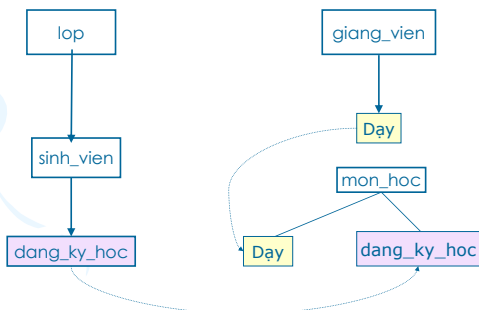 lop
giang_vien
Dạy
sinh_vien
mon_hoc
dang_ky_hoc
Dạy
dang_ky_hoc